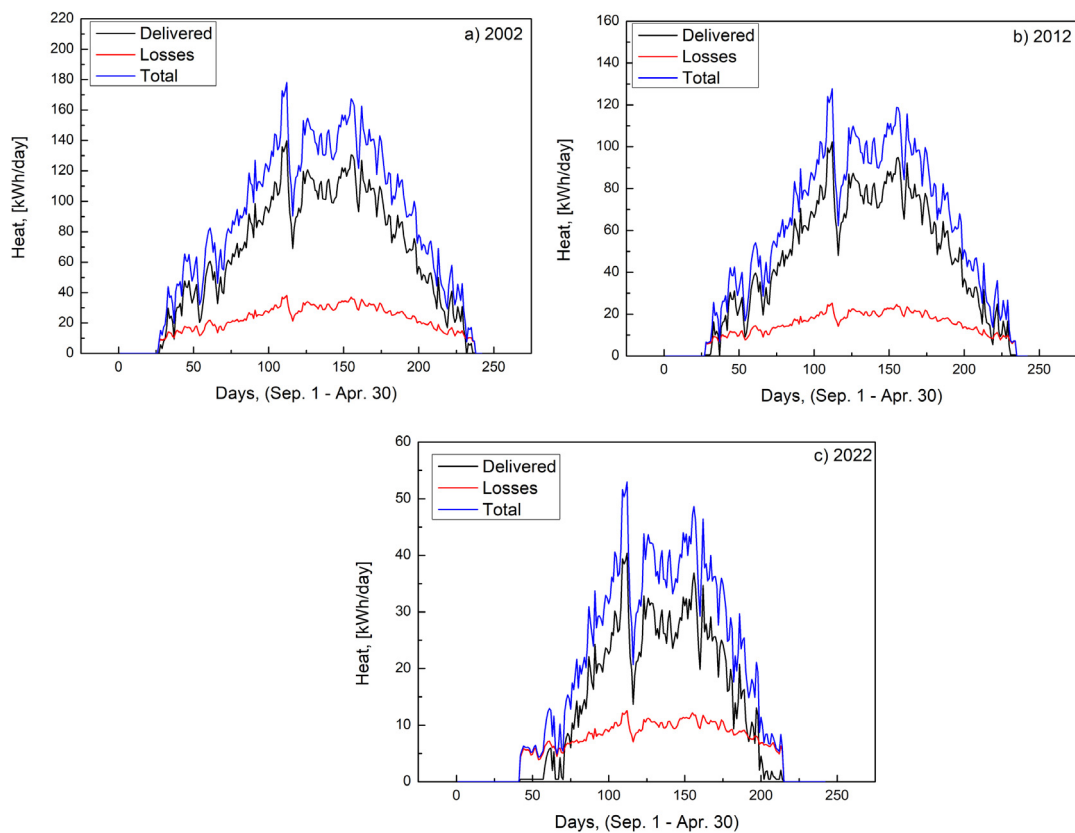 a) 2002
Delivered
Losses
Total
220
200
180
160
140
120
100
80
60
40
20
0
Heat, [kWh/day]
0 50 100 150 200 250
Days, (Sep. 1 - Apr. 30)
b) 2012
Delivered
Losses
Total
160
140
120
100
80
60
40
20
0
Heat, [kWh/day]
0 50 100 150 200 250
Days, (Sep. 1 - Apr. 30)
c) 2022
Delivered
Losses
Total
60
50
40
30
20
10
0
Heat, [kWh/day]
0 50 100 150 200 250
Days, (Sep. 1 - Apr. 30)